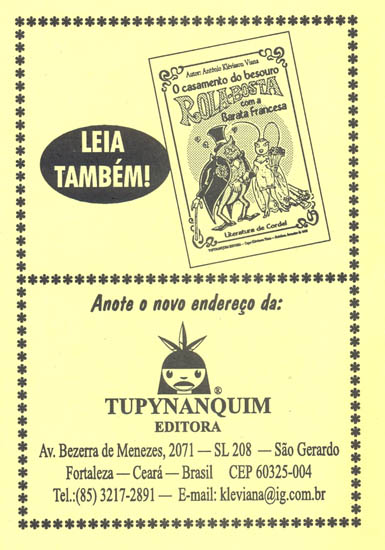 LEIA
TAMBÉM!
Autor: Antônio Klévisson Viana
O casamento do besouro
ROLA-BOSTA
com a
Barata Francesa
Literatura de Cordel
Anote o novo endereço da:
®
TUPYNANQUIM
EDITORA
Av. Bezerra de Menezes, 2071 — SL 208 — São Gerardo
Fortaleza — Ceará — Brasil CEP 60325-004
Tel.:(85) 3217-2891 — E-mail: kleviana@ig.com.br